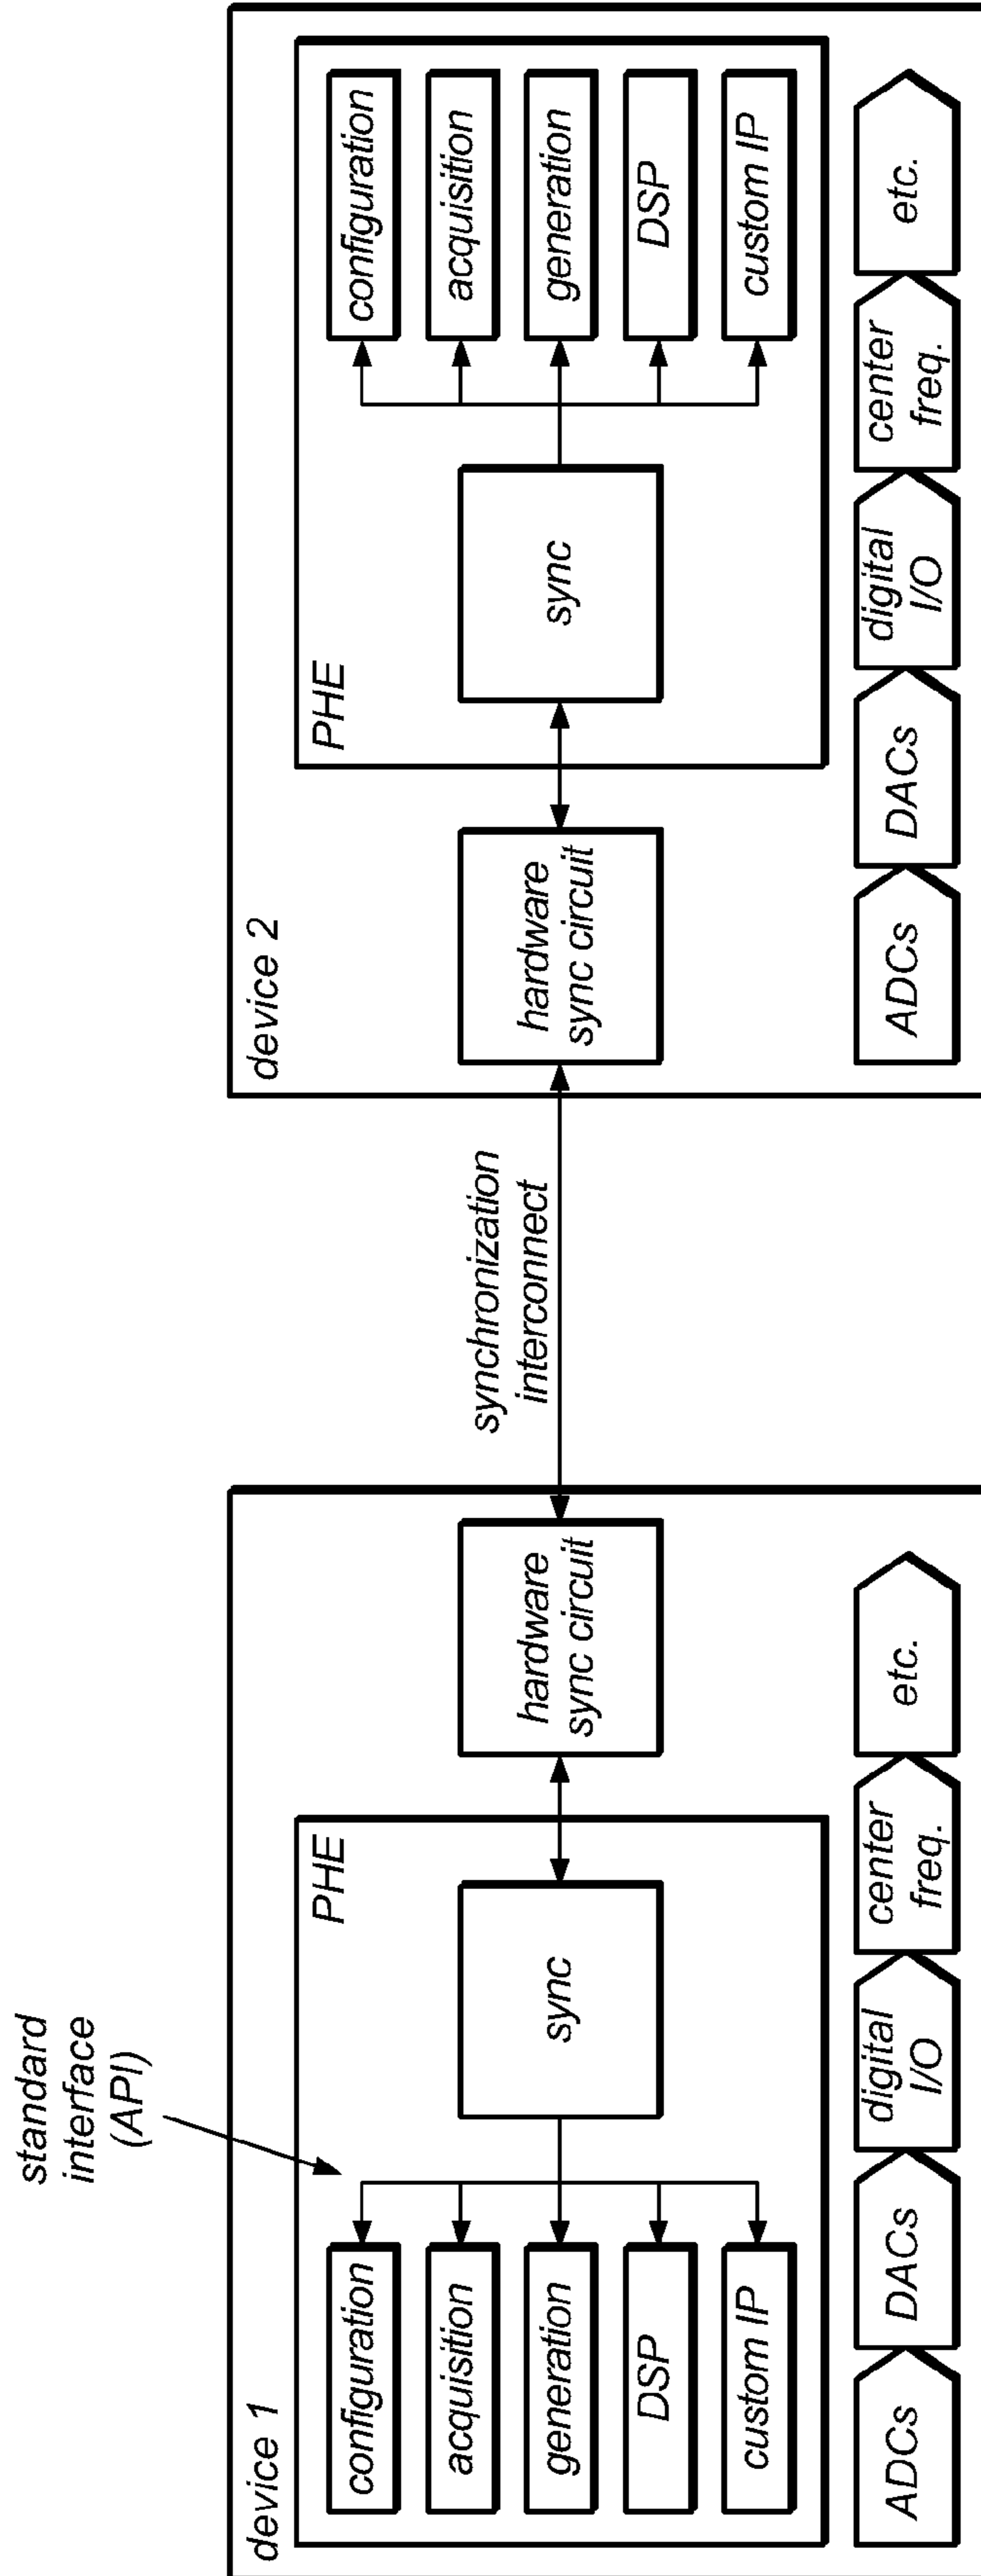 standard
interface
(API)
device 1
PHE
configuration
acquisition
generation
DSP
custom IP
sync
hardware
sync circuit
ADCs
DACs
digital
I/O
center
freq.
etc.
synchronization
interconnect
device 2
PHE
hardware
sync circuit
sync
configuration
acquisition
generation
DSP
custom IP
ADCs
DACs
digital
I/O
center
freq.
etc.